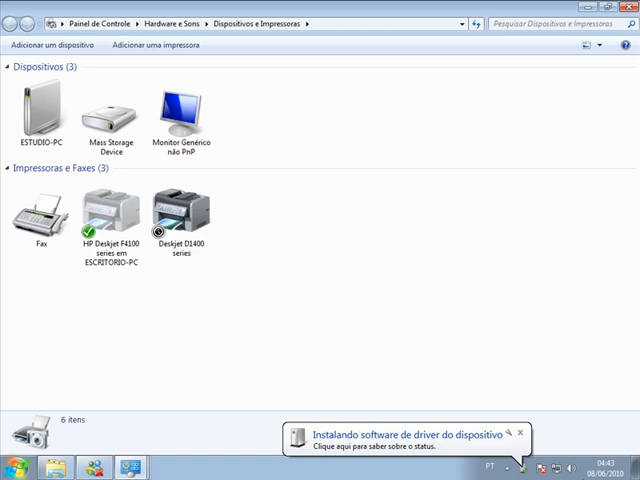 Painel de Controle
Hardware e Sons
Dispositivos e Impressoras
Pesquisar Dispositivos e Impressoras
Adicionar um dispositivo
Adicionar uma impressora
Dispositivos (3)
ESTUDIO-PC
Mass Storage
Device
Monitor Genérico
não PnP
Impressoras e Faxes (3)
Fax
HP Deskjet F4100
series em
ESCRITORIO-PC
Deskjet D1400
series
6 itens
Instalando software de driver do dispositivo
Clique aqui para saber sobre o status.
PT
04:43
08/06/2010